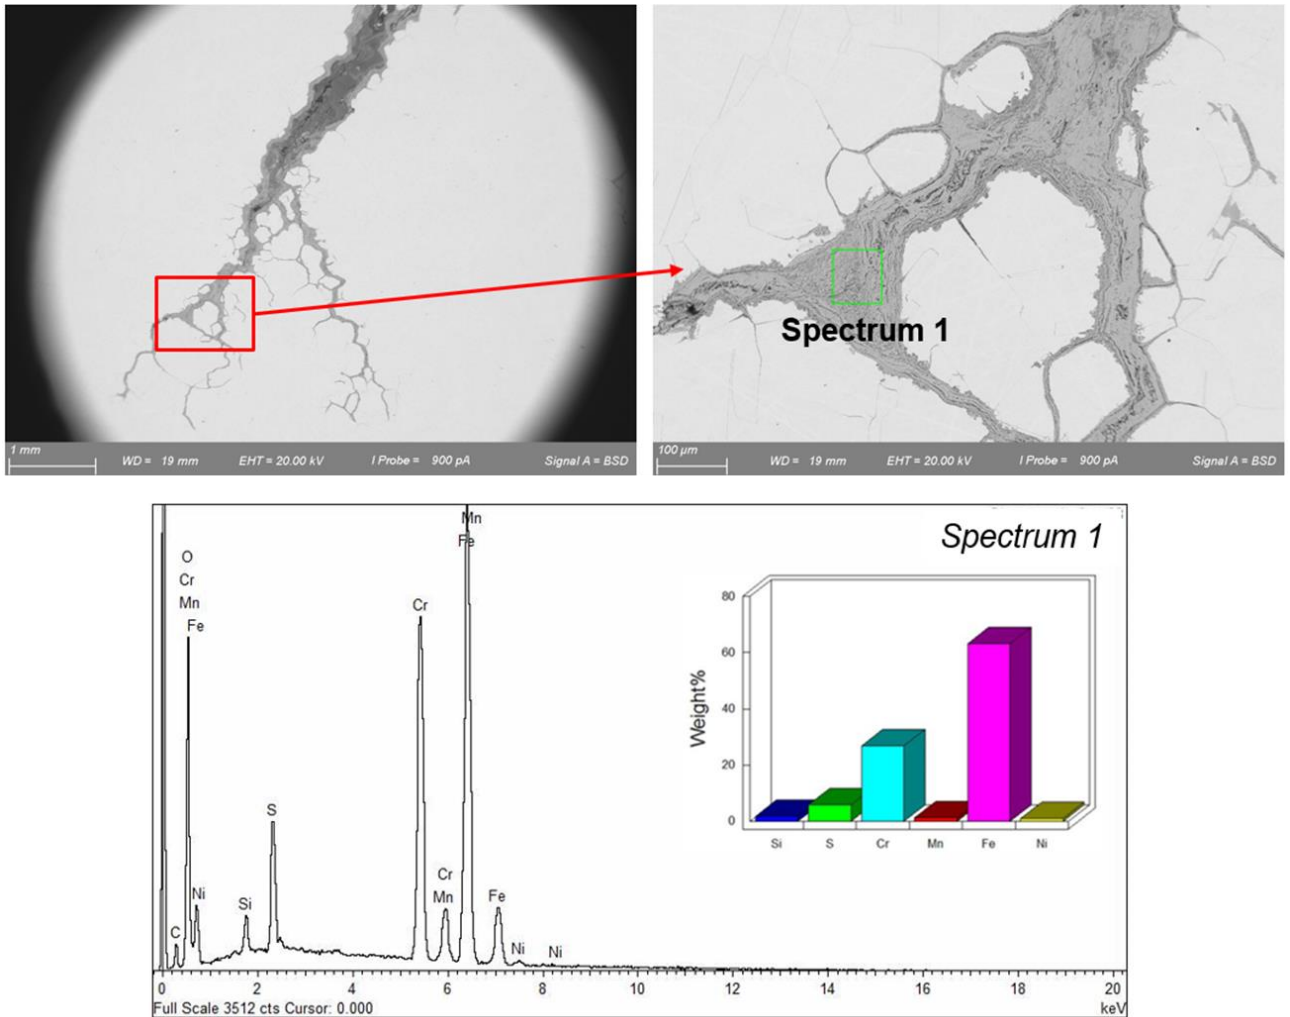 Spectrum 1
1 mm
WD = 19 mm EHT = 20.00 kV I Probe = 900 pA Signal A = BSD
100 µm
WD = 19 mm EHT = 20.00 kV I Probe = 900 pA Signal A = BSD
Spectrum 1
Mn
Fe
O
Cr
Mn
Fe
Cr
S
Cr
Mn
Fe
Ni
Si
C
Ni
Ni
80
60
40
20
0
Weight%
Si S Cr Mn Fe Ni
0 2 4 6 8 10 12 14 16 18 20
Full Scale 3512 cts Cursor: 0.000 keV